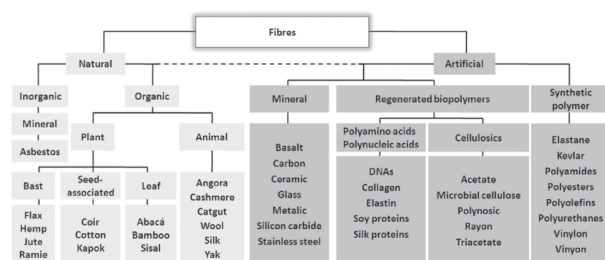 Fibres
Natural
Artificial
Inorganic
Organic
Mineral
Regenerated biopolymers
Synthetic
polymer
Mineral
Asbestos
Plant
Animal
Polyamino acids
Polynucleic acids
Cellulosics
Bast
Seed-
associated
Leaf
Flax
Hemp
Jute
Ramie
Coir
Cotton
Kapok
Abacá
Bamboo
Sisal
Angora
Cashmere
Catgut
Wool
Silk
Yak
Basalt
Carbon
Ceramic
Glass
Metalic
Silicon carbide
Stainless steel
DNAs
Collagen
Elastin
Soy proteins
Silk proteins
Acetate
Microbial cellulose
Polynosic
Rayon
Triacetate
Elastane
Kevlar
Polyamides
Polyesters
Polyolefins
Polyurethanes
Vinylon
Vinyon